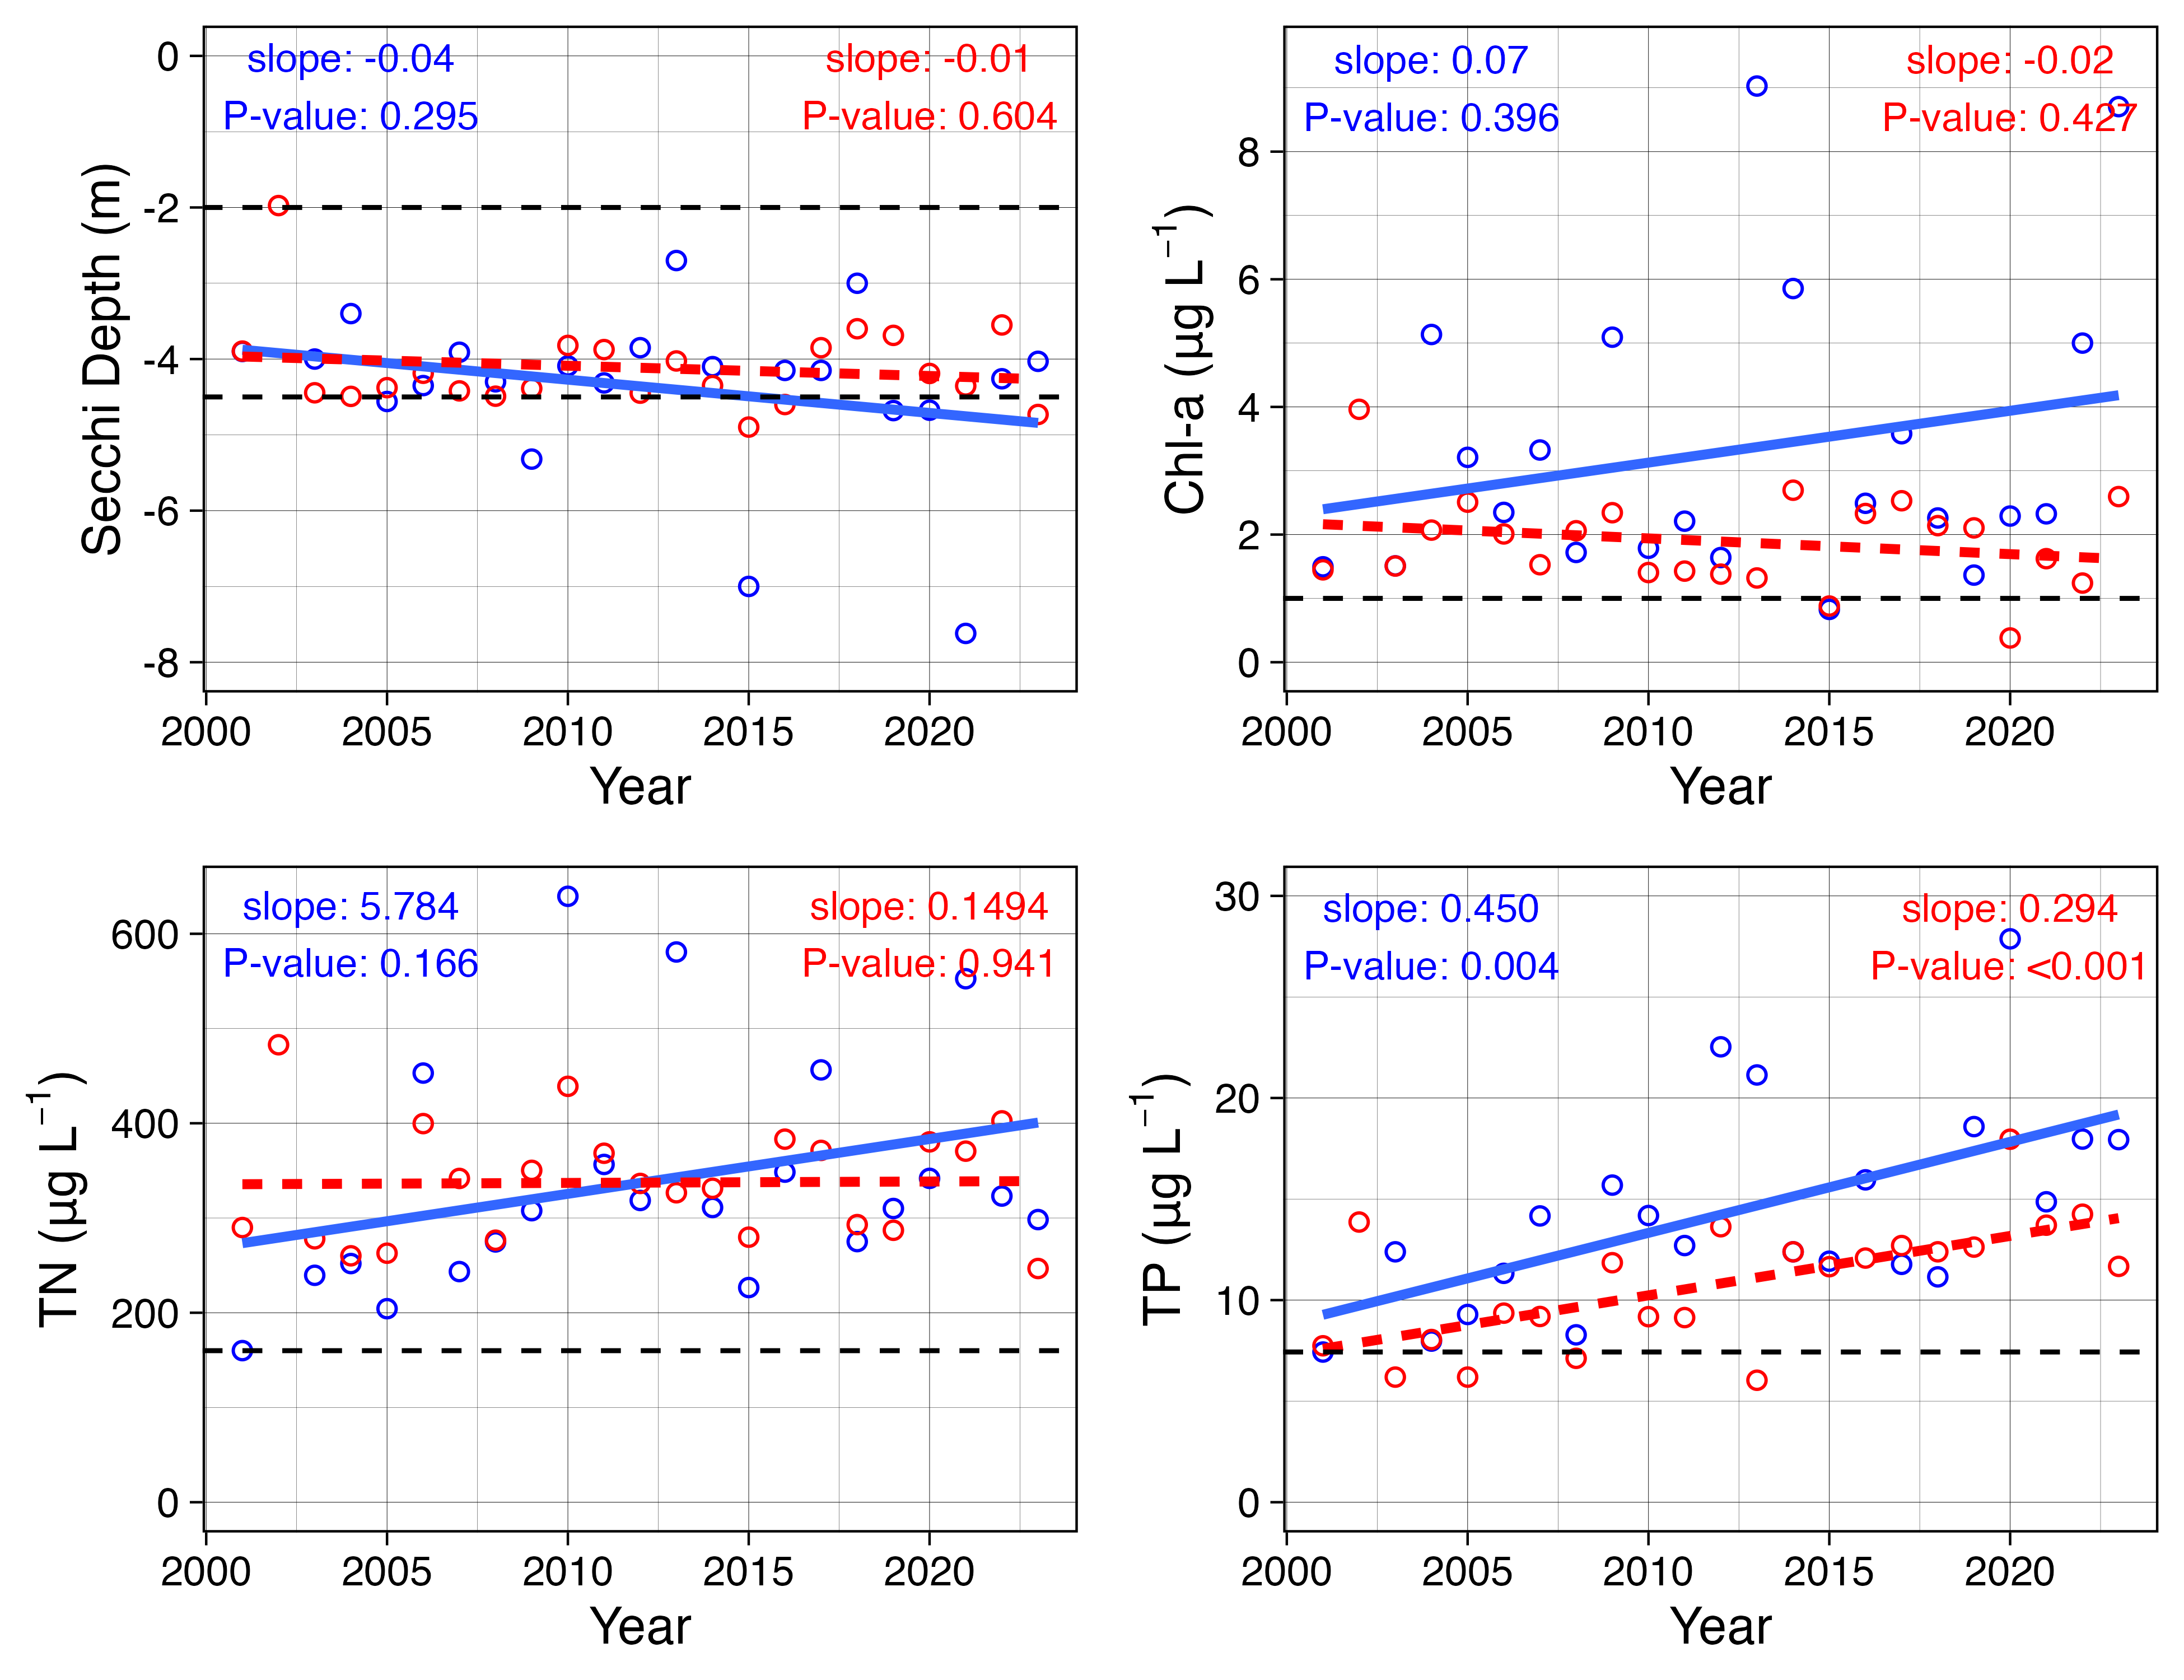 slope: -0.04
P-value: 0.295
slope: -0.01
P-value: 0.604
Secchi Depth (m)
0
-2
-4
-6
-8
2000 2005 2010 2015 2020
Year
slope: 0.07
P-value: 0.396
slope: -0.02
P-value: 0.427
Chl-a (µg L⁻¹)
8
6
4
2
0
2000 2005 2010 2015 2020
Year
slope: 5.784
P-value: 0.166
slope: 0.1494
P-value: 0.941
TN (µg L⁻¹)
600
400
200
0
2000 2005 2010 2015 2020
Year
slope: 0.450
P-value: 0.004
slope: 0.294
P-value: <0.001
TP (µg L⁻¹)
30
20
10
0
2000 2005 2010 2015 2020
Year